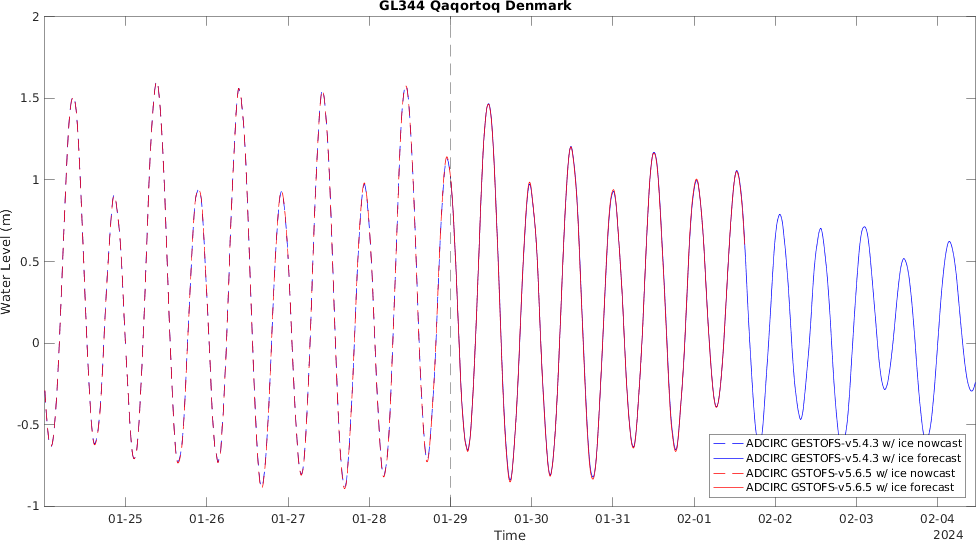 GL344 Qaqortoq Denmark
2
1.5
1
0.5
0
-0.5
-1
Water Level (m)
ADCIRC GESTOFS-v5.4.3 w/ ice nowcast
ADCIRC GESTOFS-v5.4.3 w/ ice forecast
ADCIRC GSTOFS-v5.6.5 w/ ice nowcast
ADCIRC GSTOFS-v5.6.5 w/ ice forecast
01-25 01-26 01-27 01-28 01-29 01-30 01-31 02-01 02-02 02-03 02-04
Time
2024